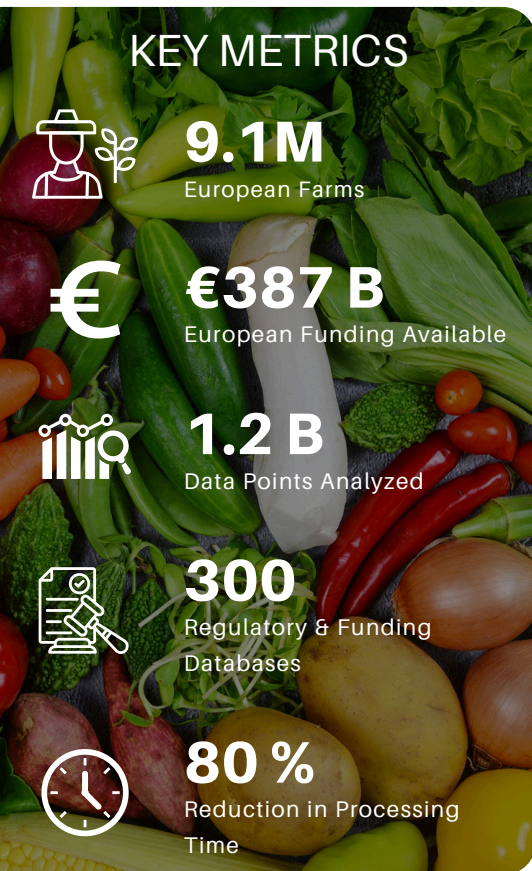 KEY METRICS
9.1M
European Farms
€
€387 B
European Funding Available
1.2 B
Data Points Analyzed
300
Regulatory & Funding
Databases
80 %
Reduction in Processing
Time